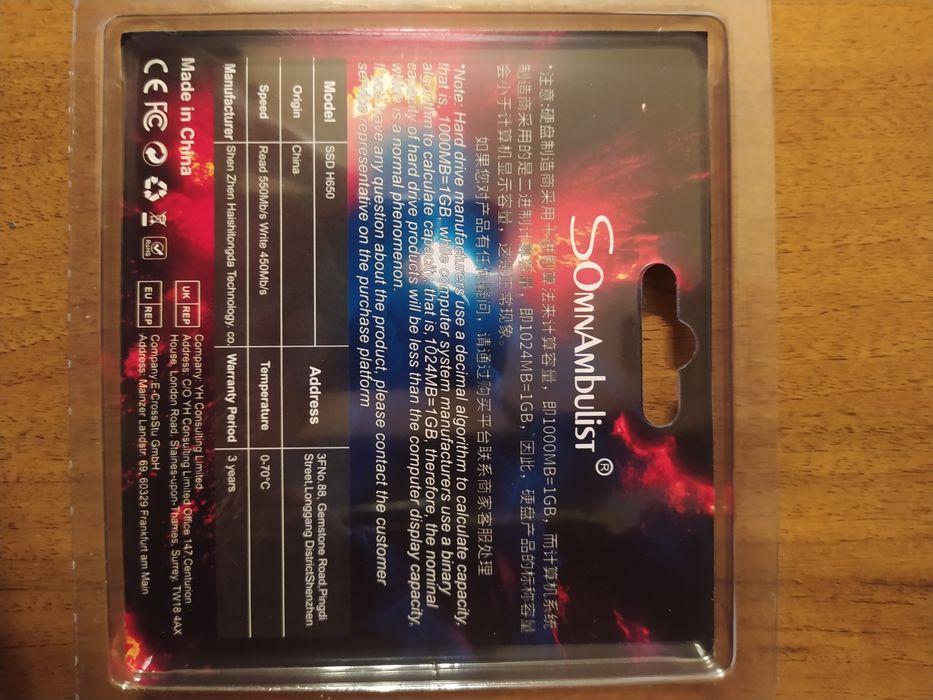 SOmnAmbulist ®
*注意:硬盘制造商采用十进制算法来计算容量，即1000MB=1GB，而计算机系统
制造商采用的是二进制计算容量，即1024MB=1GB，因此，硬盘产品的标称容量
会小于计算机显示容量，这是正常现象。
如果您对产品有任何疑问，请通过购买平台联系商家客服处理
*Note: Hard drive manufacturers use a decimal algorithm to calculate capacity,
that is, 1000MB=1GB, while computer system manufacturers use a binary
algorithm to calculate capacity, that is,1024MB=1GB, therefore, the nominal
capacity of hard drive products will be less than the computer display capacity,
which is a normal phenomenon.
If you have any question about the product, please contact the customer
service representative on the purchase platform
Model SSD H650 Address 3FNo.88, Gemstone Road,Pingdi
Street,Longgang DistrictShenzhen
Origin China
Speed Read 550Mb/s Write 450Mb/s Temperature 0-70°C
Manufacturer Shen Zhen Haishitongda Technology. co, Warranty Period 3 years
Made in China
CE FC RoHS
UK REP Company: YH Consulting Limited.
Address: C/O YH Consulting Limited Office 147,Centurion
House, London Road, Staines-upon-Thames, Surrey, TW18 4AX
EU REP Company:E-CrossStu GmbH.
Address: Mainzer Landstr. 69, 60329 Frankfurt am Main